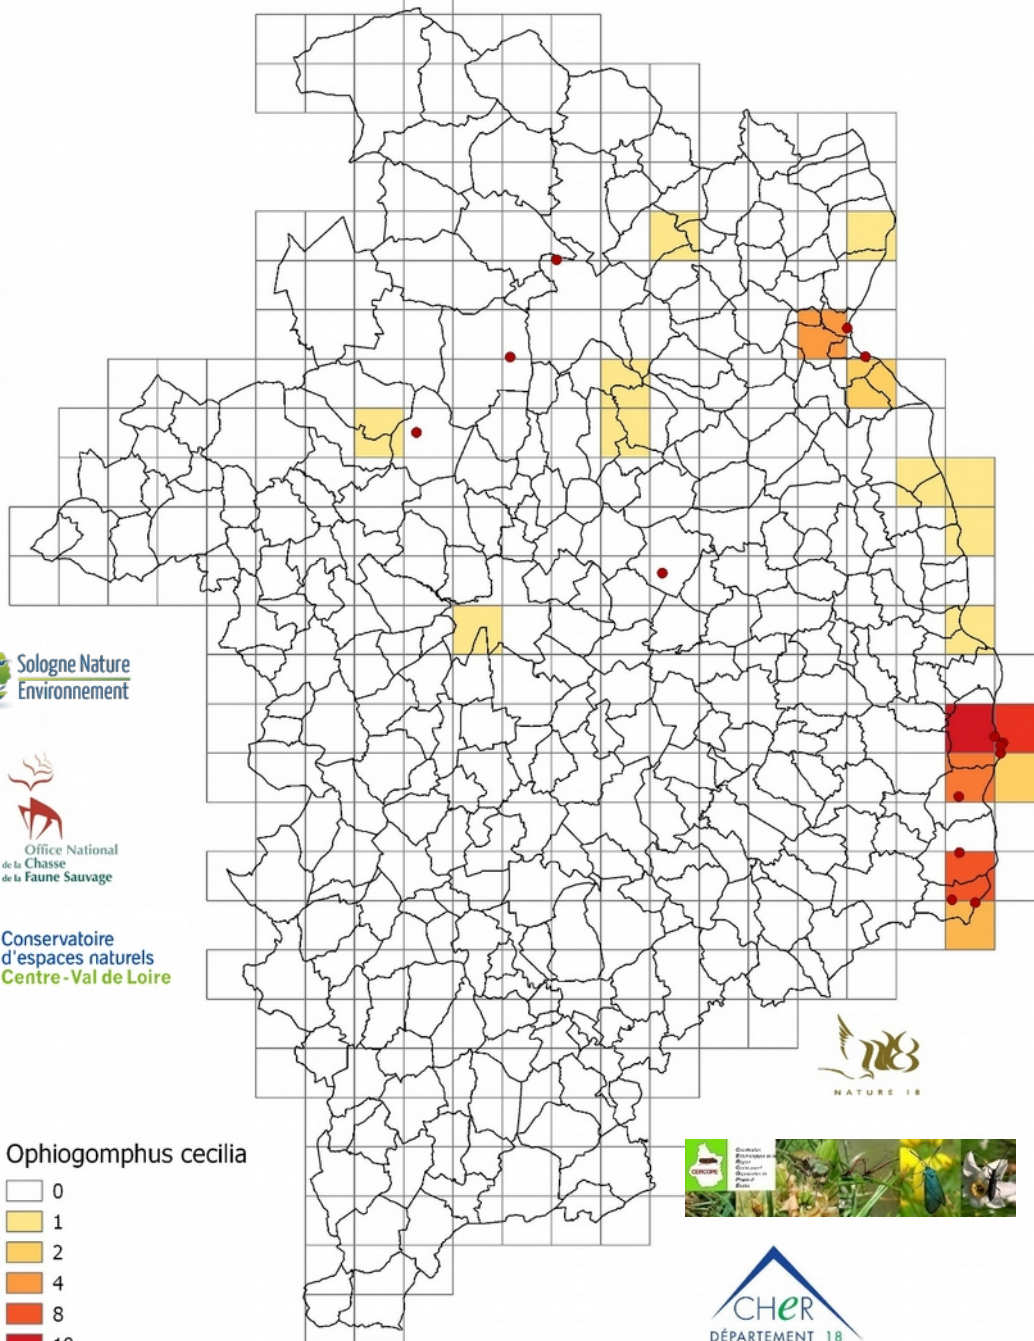 Sologne Nature
Environnement
Office National
de la Chasse
de la Faune Sauvage
Conservatoire
d'espaces naturels
Centre-Val de Loire
NATURE 18
Ophiogomphus cecilia
0
1
2
4
8
CERCOPE
CHeR
DÉPARTEMENT 18